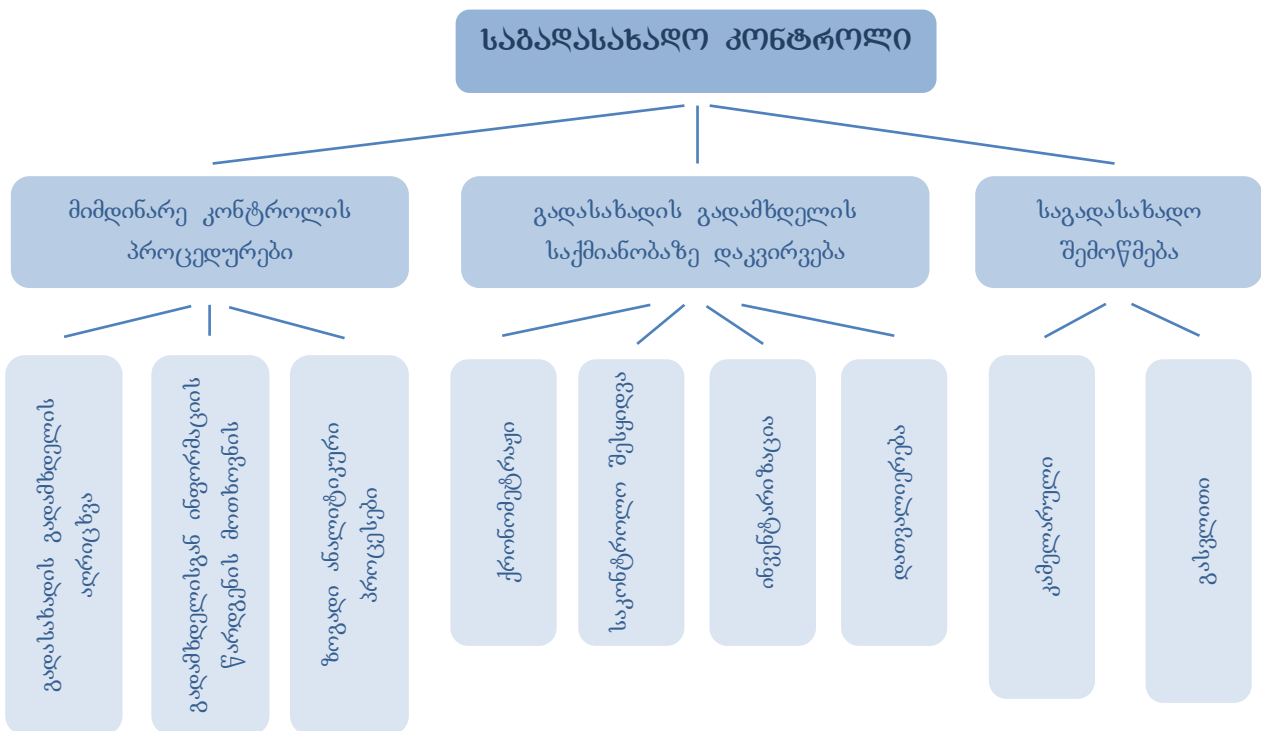 საგადასახადო კონტროლი
მიმდინარე კონტროლის
პროცედურები
გადასახადის გადამხდელის
საქმიანობაზე დაკვირვება
საგადასახადო
შემოწმება
გადასახადის გადამხდელის
აღრიცხვა
გადამხდელისგან ინფორმაციის
წარდგენის მოთხოვნის
ზოგადი ანალიტიკური
პროცესები
ქრონომეტრაჟი
საკონტროლო შესყიდვა
ინვენტარიზაცია
დათვალიერება
კამელარული
გასვლითი